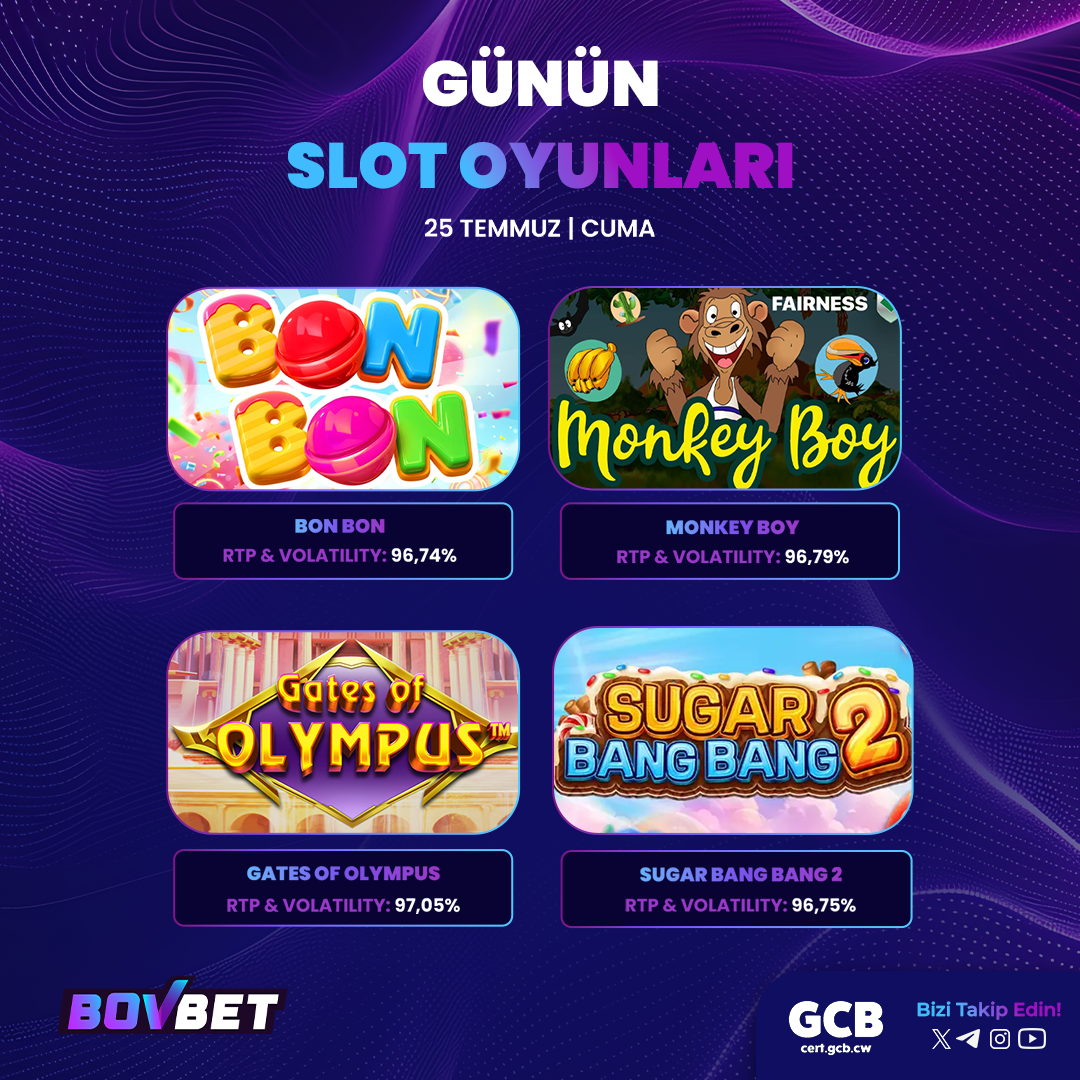 GÜNÜN
SLOT OYUNLARI
25 TEMMUZ | CUMA
BON
BON
FAIRNESS
Monkey Boy
BON BON
RTP & VOLATILITY: 96,74%
MONKEY BOY
RTP & VOLATILITY: 96,79%
Gates of
OLYMPUS™
SUGAR
BANG BANG 2
GATES OF OLYMPUS
RTP & VOLATILITY: 97,05%
SUGAR BANG BANG 2
RTP & VOLATILITY: 96,75%
BOVBET
GCB
cert.gcb.cw
Bizi Takip Edin!